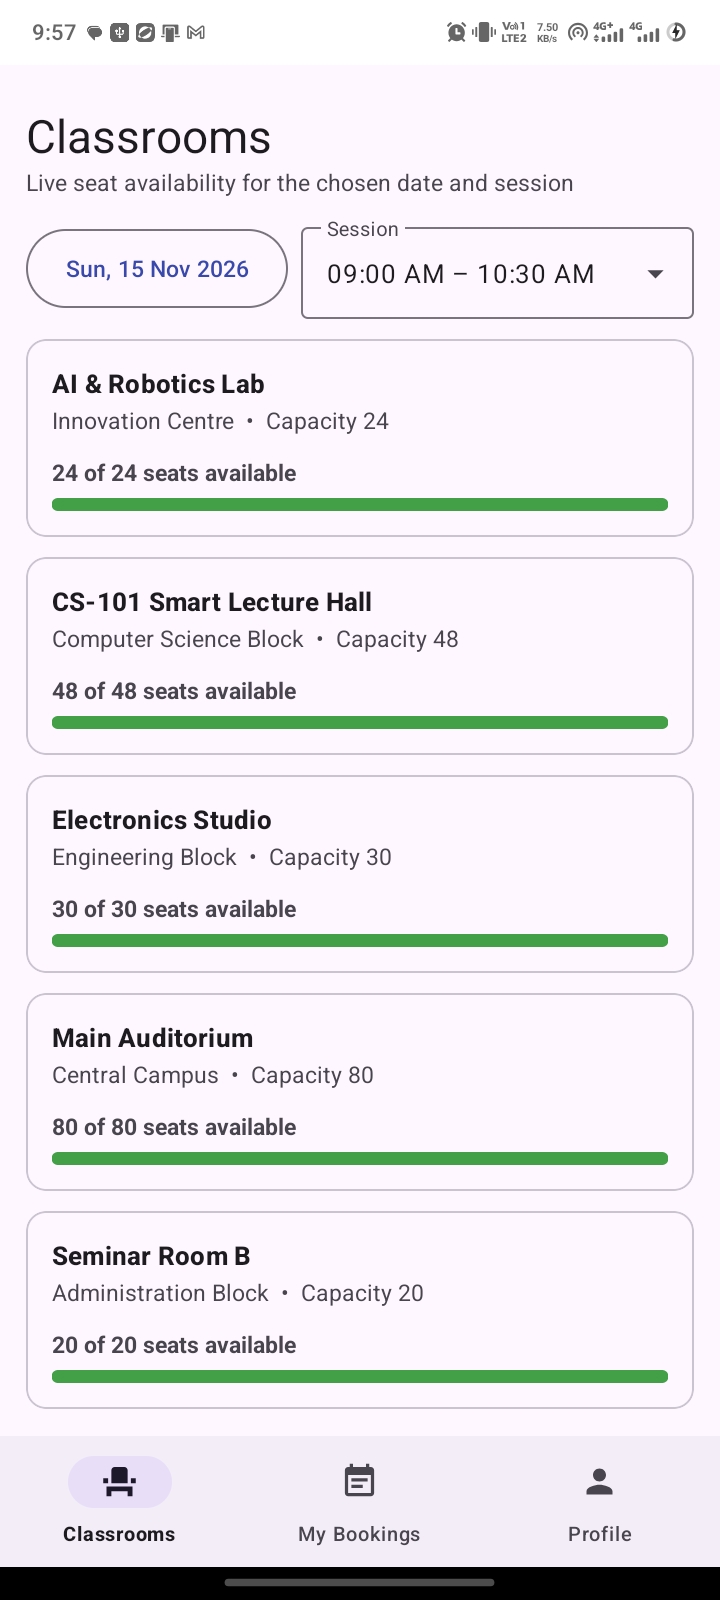 9:57
Vo)) 1
LTE2
7.50
KB/s
4G+
4G
Classrooms
Live seat availability for the chosen date and session
Sun, 15 Nov 2026
Session
09:00 AM – 10:30 AM
AI & Robotics Lab
Innovation Centre • Capacity 24
24 of 24 seats available
CS-101 Smart Lecture Hall
Computer Science Block • Capacity 48
48 of 48 seats available
Electronics Studio
Engineering Block • Capacity 30
30 of 30 seats available
Main Auditorium
Central Campus • Capacity 80
80 of 80 seats available
Seminar Room B
Administration Block • Capacity 20
20 of 20 seats available
Classrooms
My Bookings
Profile